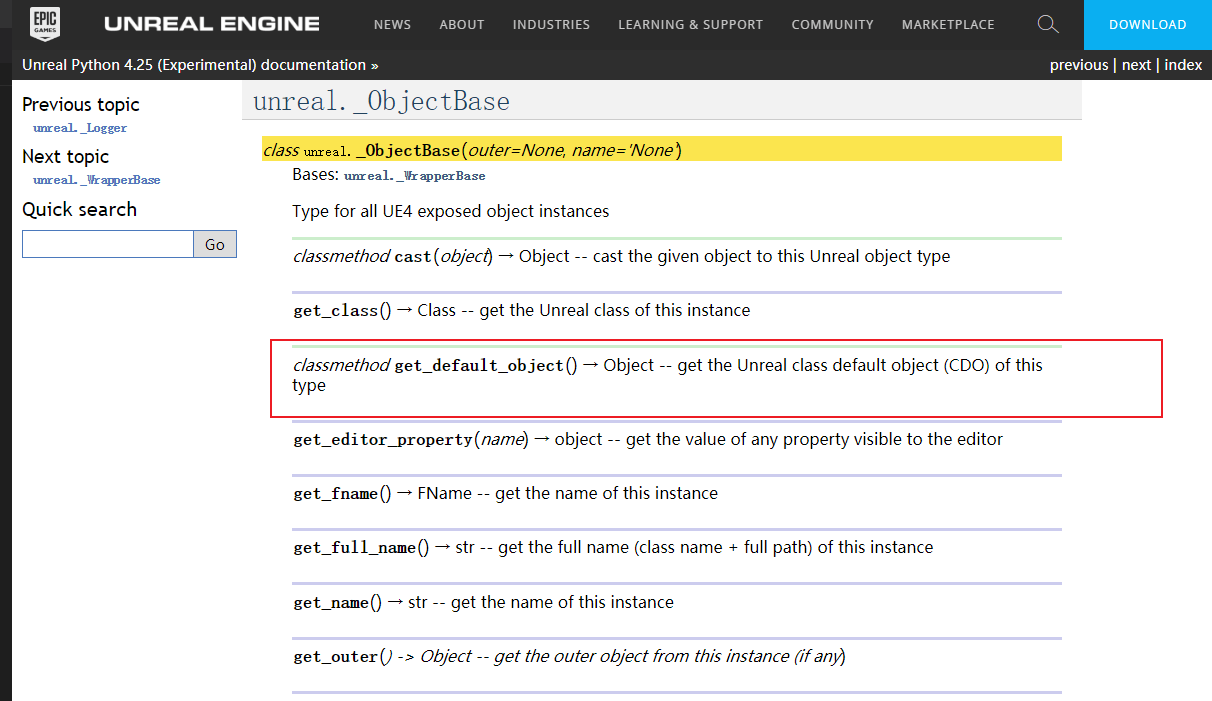 EPIC
GAMES
UNREAL ENGINE
NEWS
ABOUT
INDUSTRIES
LEARNING & SUPPORT
COMMUNITY
MARKETPLACE
DOWNLOAD
Unreal Python 4.25 (Experimental) documentation »
previous | next | index
Previous topic
unreal._Logger
Next topic
unreal._WrapperBase
Quick search
Go
unreal._ObjectBase
class unreal._ObjectBase(outer=None, name='None')
Bases: unreal._WrapperBase
Type for all UE4 exposed object instances
classmethod cast(object) → Object -- cast the given object to this Unreal object type
get_class() → Class -- get the Unreal class of this instance
classmethod get_default_object() → Object -- get the Unreal class default object (CDO) of this
type
get_editor_property(name) → object -- get the value of any property visible to the editor
get_fname() → FName -- get the name of this instance
get_full_name() → str -- get the full name (class name + full path) of this instance
get_name() → str -- get the name of this instance
get_outer() -> Object -- get the outer object from this instance (if any)